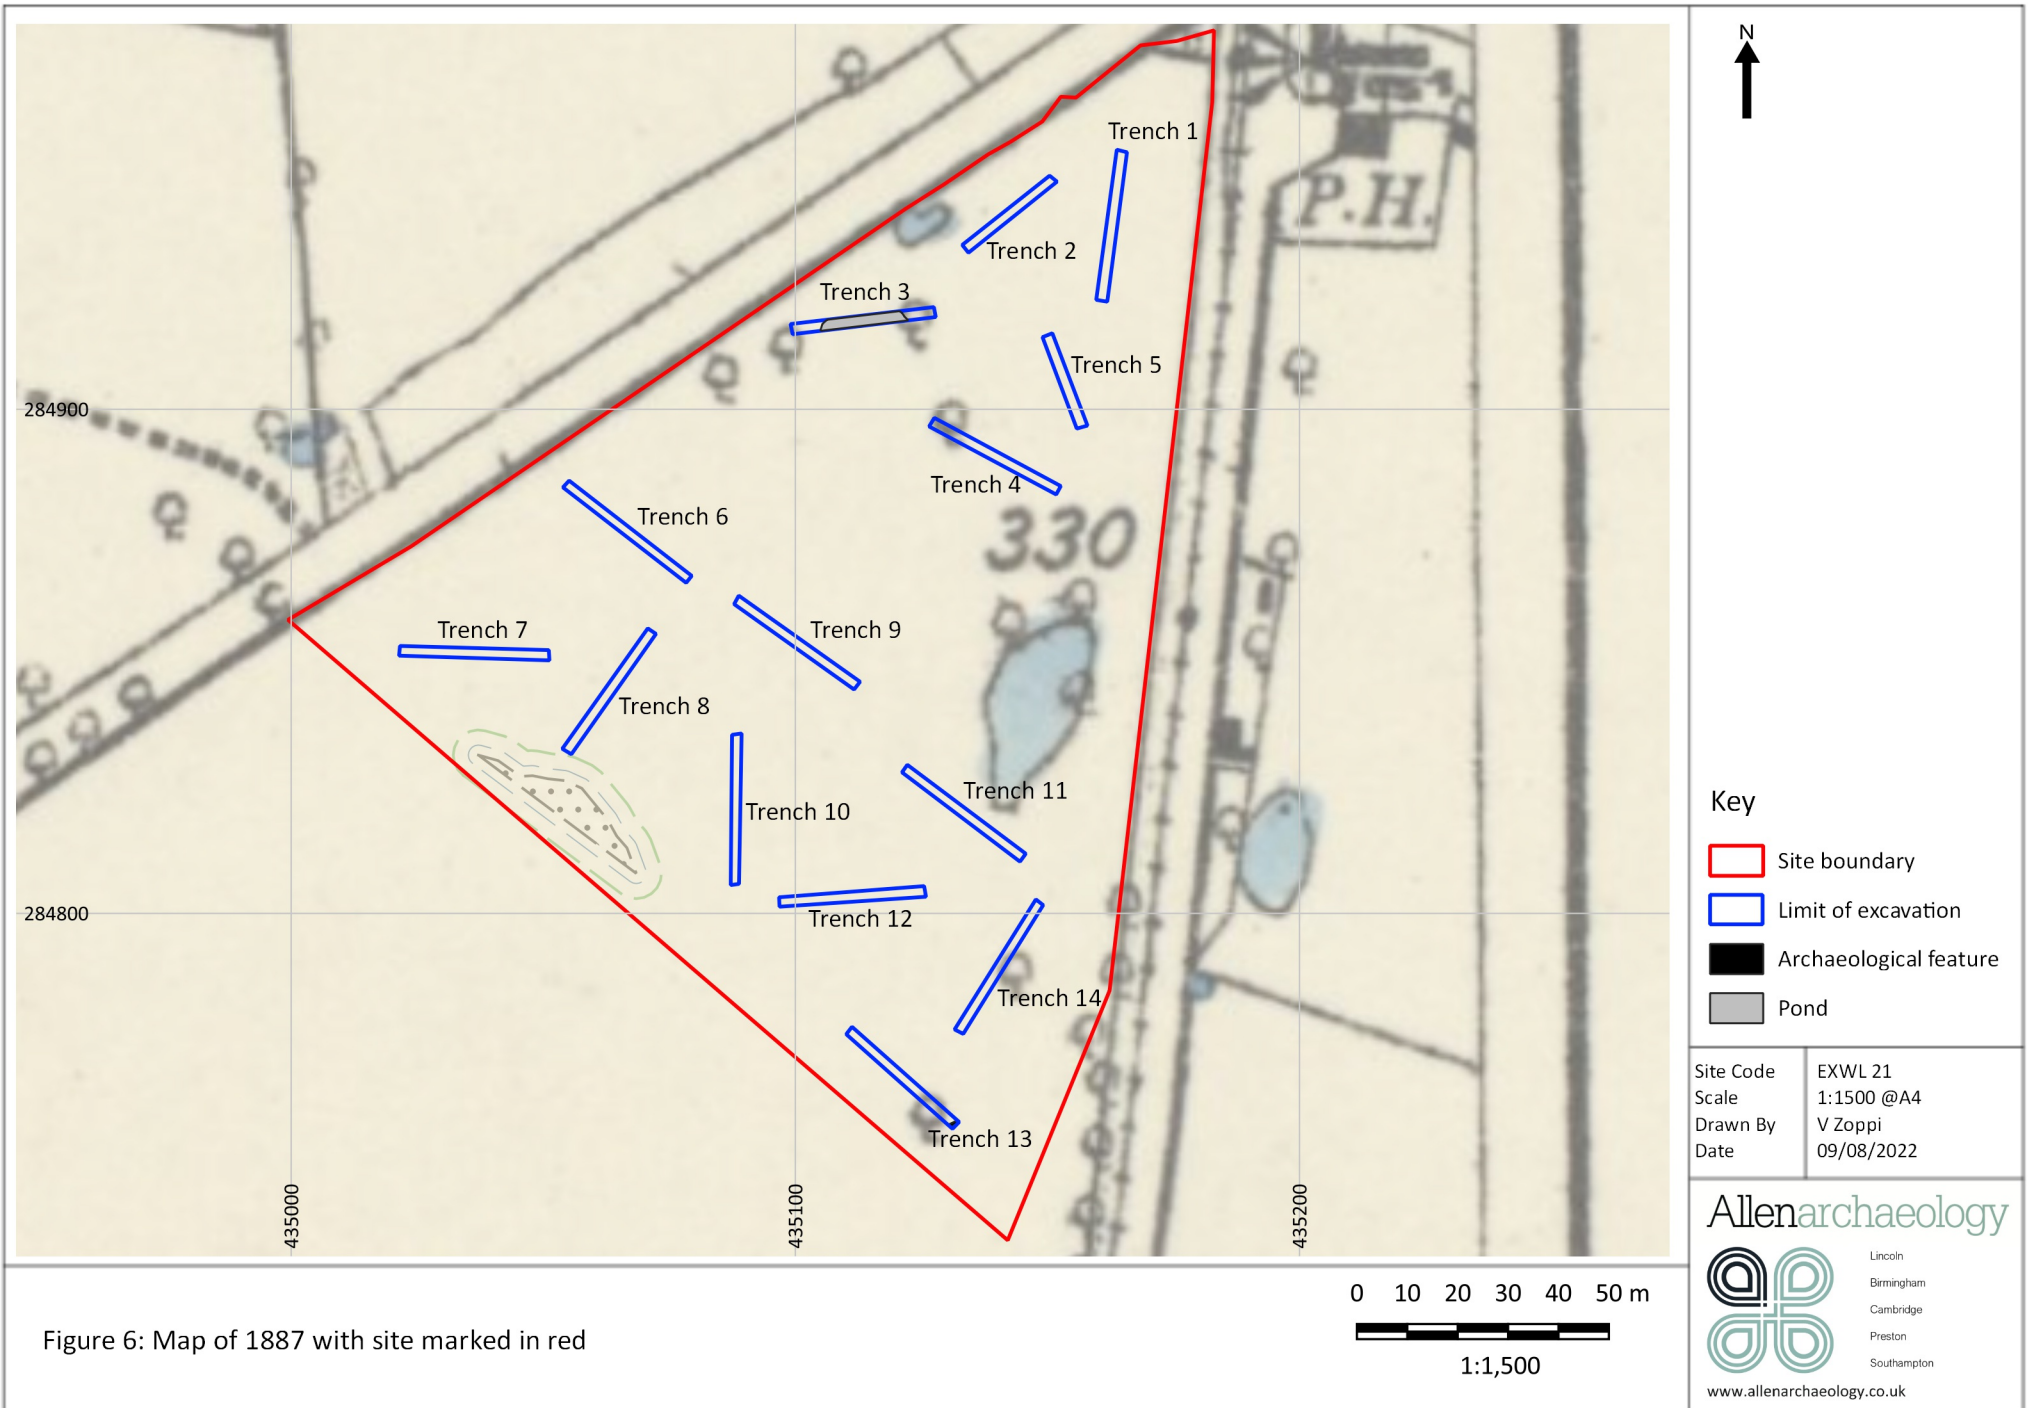 N
Trench 1
P.H.
Trench 2
Trench 3
Trench 5
284900
Trench 4
Trench 6
330
Trench 7
Trench 9
Trench 8
Trench 11
Trench 10
284800
Trench 12
Trench 14
Trench 13
435000
435100
435200
Key
Site boundary
Limit of excavation
Archaeological feature
Pond
Site Code EXWL 21
Scale 1:1500 @A4
Drawn By V Zoppi
Date 09/08/2022
Allenarchaeology
Lincoln
Birmingham
Cambridge
Preston
Southampton
www.allenarchaeology.co.uk
0 10 20 30 40 50 m
1:1,500
Figure 6: Map of 1887 with site marked in red